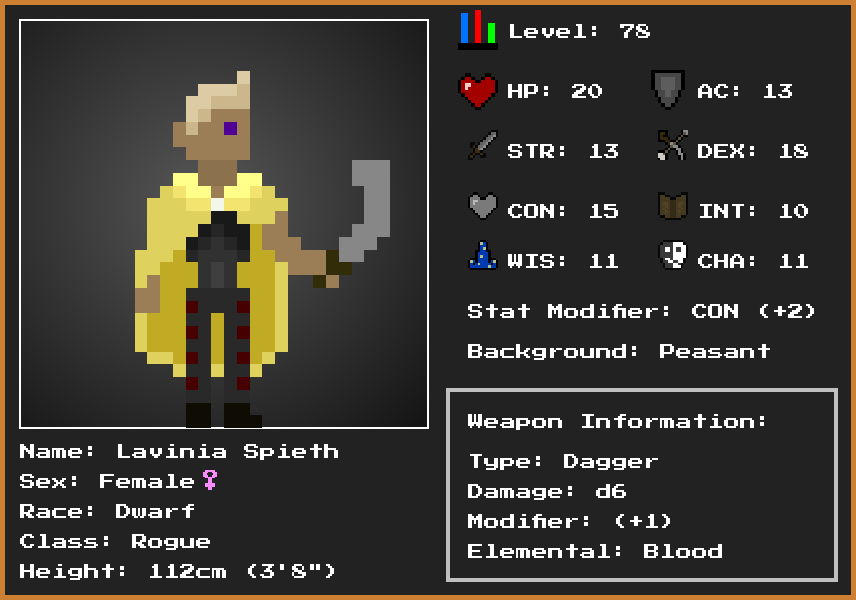 Level: 78
HP: 20 AC: 13
STR: 13 DEX: 18
CON: 15 INT: 10
WIS: 11 CHA: 11
Stat Modifier: CON (+2)
Background: Peasant
Weapon Information:
Type: Dagger
Damage: d6
Modifier: (+1)
Elemental: Blood
Name: Lavinia Spieth
Sex: Female♀
Race: Dwarf
Class: Rogue
Height: 112cm (3'8")